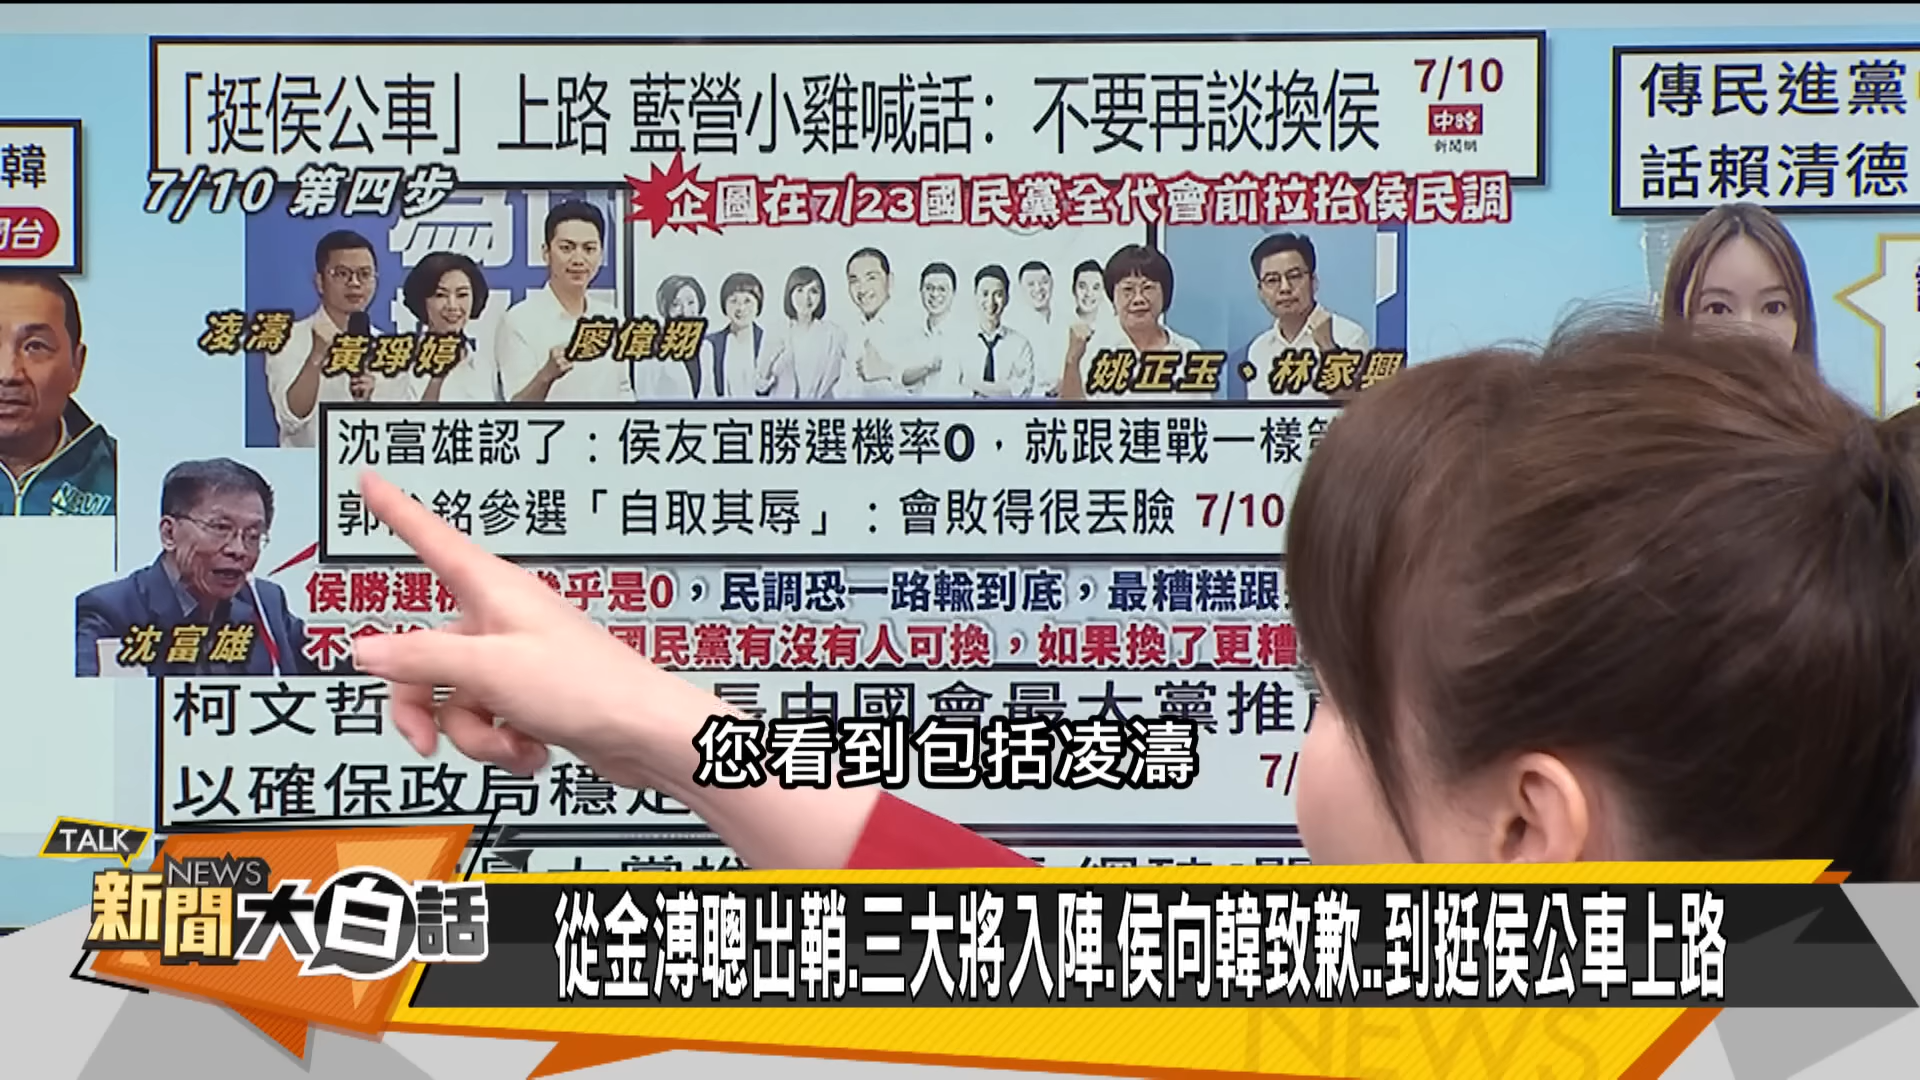 「挺侯公車」上路 藍營小雞喊話：不要再談換侯
7/10
中時
新聞網
7/10 第四步
企圖在7/23國民黨全代會前拉抬侯民調
凌濤
黃琤婷
廖偉翔
姚正玉、林家興
沈富雄認了：侯友宜勝選機率0，就跟連戰一樣
郭 銘參選「自取其辱」：會敗得很丟臉 7/10
侯勝選 乎是0，民調恐一路輸到底，最糟糕跟
不 國民黨有沒有人可換，如果換了更糟
沈富雄
柯文哲 長由國會最大黨推
以確保政局穩定 7/
韓
台
NEW
傳民進黨
話賴清德
您看到包括凌濤
TALK
NEWS
新聞大白話
從金溥聰出鞘.三大將入陣.侯向韓致歉..到挺侯公車上路
NEWS